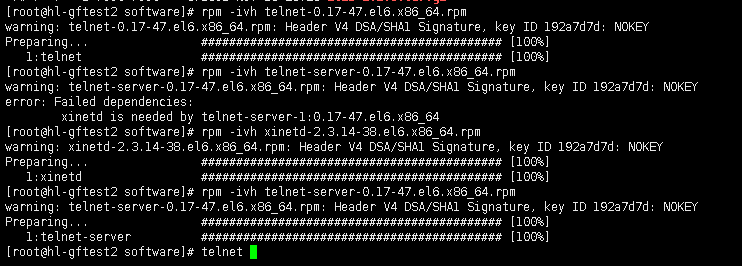 [root@hl-gftest2 software]# rpm -ivh telnet-0.17-47.el6.x86_64.rpm
warning: telnet-0.17-47.el6.x86_64.rpm: Header V4 DSA/SHA1 Signature, key ID 192a7d7d: NOKEY
Preparing... ########################################### [100%]
1:telnet ########################################### [100%]
[root@hl-gftest2 software]# rpm -ivh telnet-server-0.17-47.el6.x86_64.rpm
warning: telnet-server-0.17-47.el6.x86_64.rpm: Header V4 DSA/SHA1 Signature, key ID 192a7d7d: NOKEY
error: Failed dependencies:
xinetd is needed by telnet-server-1:0.17-47.el6.x86_64
[root@hl-gftest2 software]# rpm -ivh xinetd-2.3.14-38.el6.x86_64.rpm
warning: xinetd-2.3.14-38.el6.x86_64.rpm: Header V4 DSA/SHA1 Signature, key ID 192a7d7d: NOKEY
Preparing... ########################################### [100%]
1:xinetd ########################################### [100%]
[root@hl-gftest2 software]# rpm -ivh telnet-server-0.17-47.el6.x86_64.rpm
warning: telnet-server-0.17-47.el6.x86_64.rpm: Header V4 DSA/SHA1 Signature, key ID 192a7d7d: NOKEY
Preparing... ########################################### [100%]
1:telnet-server ########################################### [100%]
[root@hl-gftest2 software]# telnet